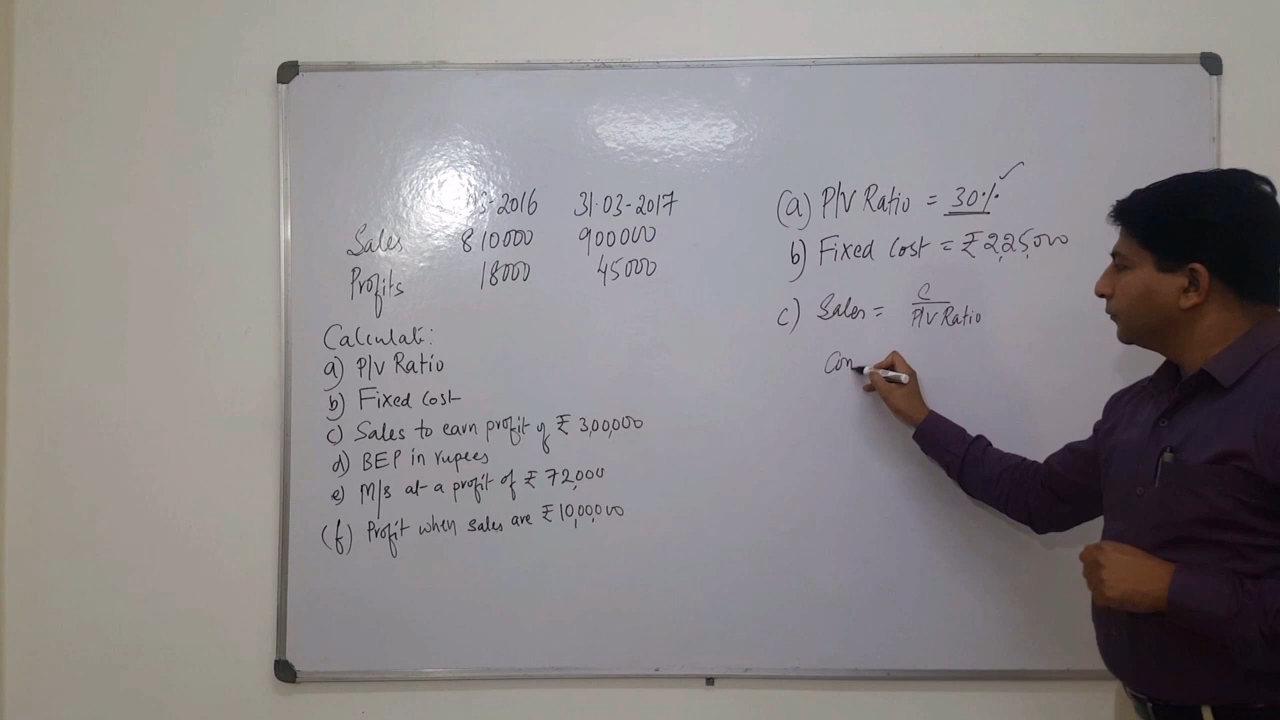 13-2016 31.03-2017
Sales 810000 900000
Profits 18000 45000
Calculate:
a) P/V Ratio
b) Fixed cost
c) Sales to earn profit of ₹ 3,00,000
d) BEP in rupees
e) M/s at a profit of ₹ 72,000
(f) Profit when sales are ₹ 10,00,000
(a) P/V Ratio = 30% ✓
b) Fixed cost = ₹ 2,25,000
c) Sales = C / P/V Ratio
Con